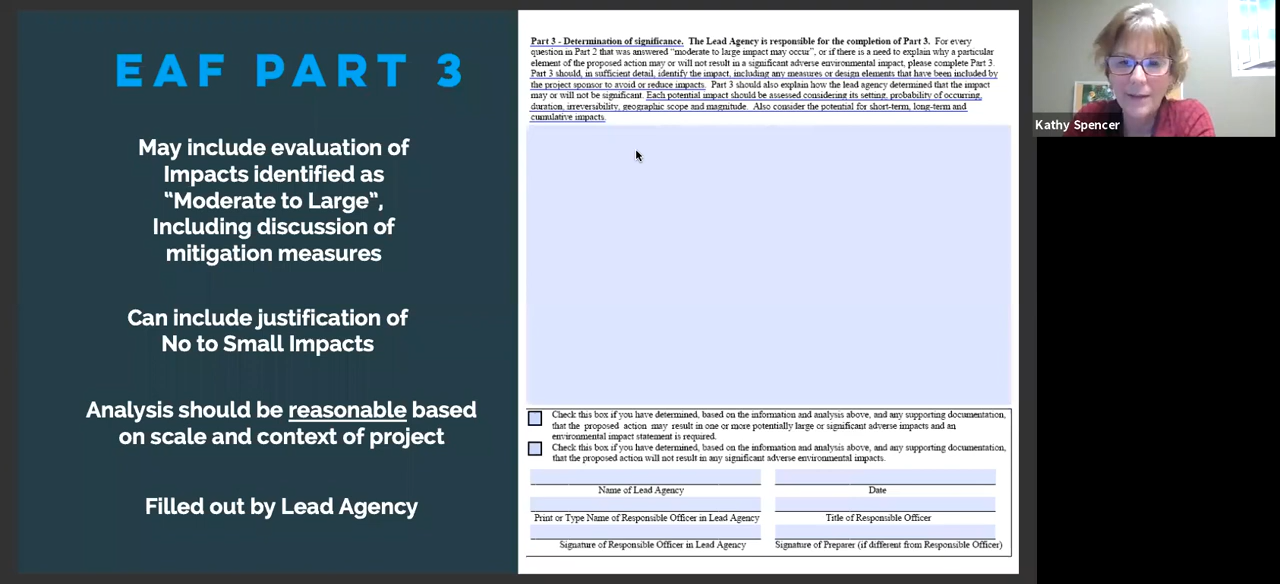 EAF PART 3
May include evaluation of
Impacts identified as
“Moderate to Large”,
Including discussion of
mitigation measures
Can include justification of
No to Small Impacts
Analysis should be reasonable based
on scale and context of project
Filled out by Lead Agency
Part 3 - Determination of significance. The Lead Agency is responsible for the completion of Part 3. For every
question in Part 2 that was answered “moderate to large impact may occur”, or if there is a need to explain why a particular
element of the proposed action may or will not result in a significant adverse environmental impact, please complete Part 3.
Part 3 should, in sufficient detail, identify the impact, including any measures or design elements that have been included by
the project sponsor to avoid or reduce impacts. Part 3 should also explain how the lead agency determined that the impact
may or will not be significant. Each potential impact should be assessed considering its setting, probability of occurring,
duration, irreversibility, geographic scope and magnitude. Also consider the potential for short-term, long-term and
cumulative impacts.
Check this box if you have determined, based on the information and analysis above, and any supporting documentation,
that the proposed action may result in one or more potentially large or significant adverse impacts and an
environmental impact statement is required.
Check this box if you have determined, based on the information and analysis above, and any supporting documentation,
that the proposed action will not result in any significant adverse environmental impacts.
Name of Lead Agency
Date
Print or Type Name of Responsible Officer in Lead Agency
Title of Responsible Officer
Signature of Responsible Officer in Lead Agency
Signature of Preparer (if different from Responsible Officer)
Kathy Spencer